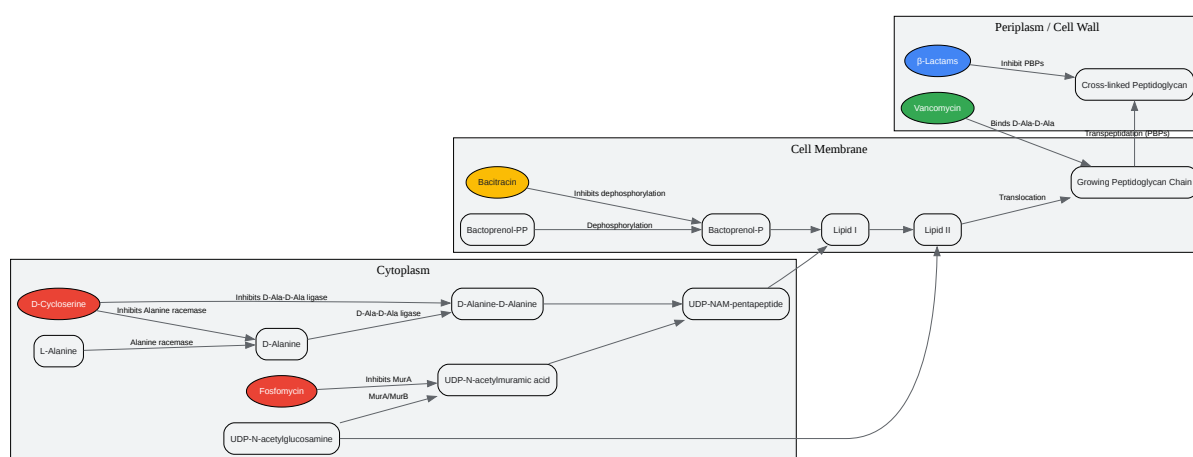 Periplasm / Cell Wall
β-Lactams
Inhibit PBPs
Cross-linked Peptidoglycan
Vancomycin
Binds D-Ala-D-Ala
Transpeptidation (PBPs)
Cell Membrane
Bacitracin
Inhibits dephosphorylation
Growing Peptidoglycan Chain
Translocation
Bactoprenol-PP
Dephosphorylation
Bactoprenol-P
Lipid I
Lipid II
Cytoplasm
D-Cycloserine
Inhibits D-Ala-D-Ala ligase
Inhibits Alanine racemase
D-Ala-D-Ala ligase
D-Alanine-D-Alanine
UDP-NAM-pentapeptide
L-Alanine
Alanine racemase
D-Alanine
Fosfomycin
Inhibits MurA
MurA/MurB
UDP-N-acetylmuramic acid
UDP-N-acetylglucosamine